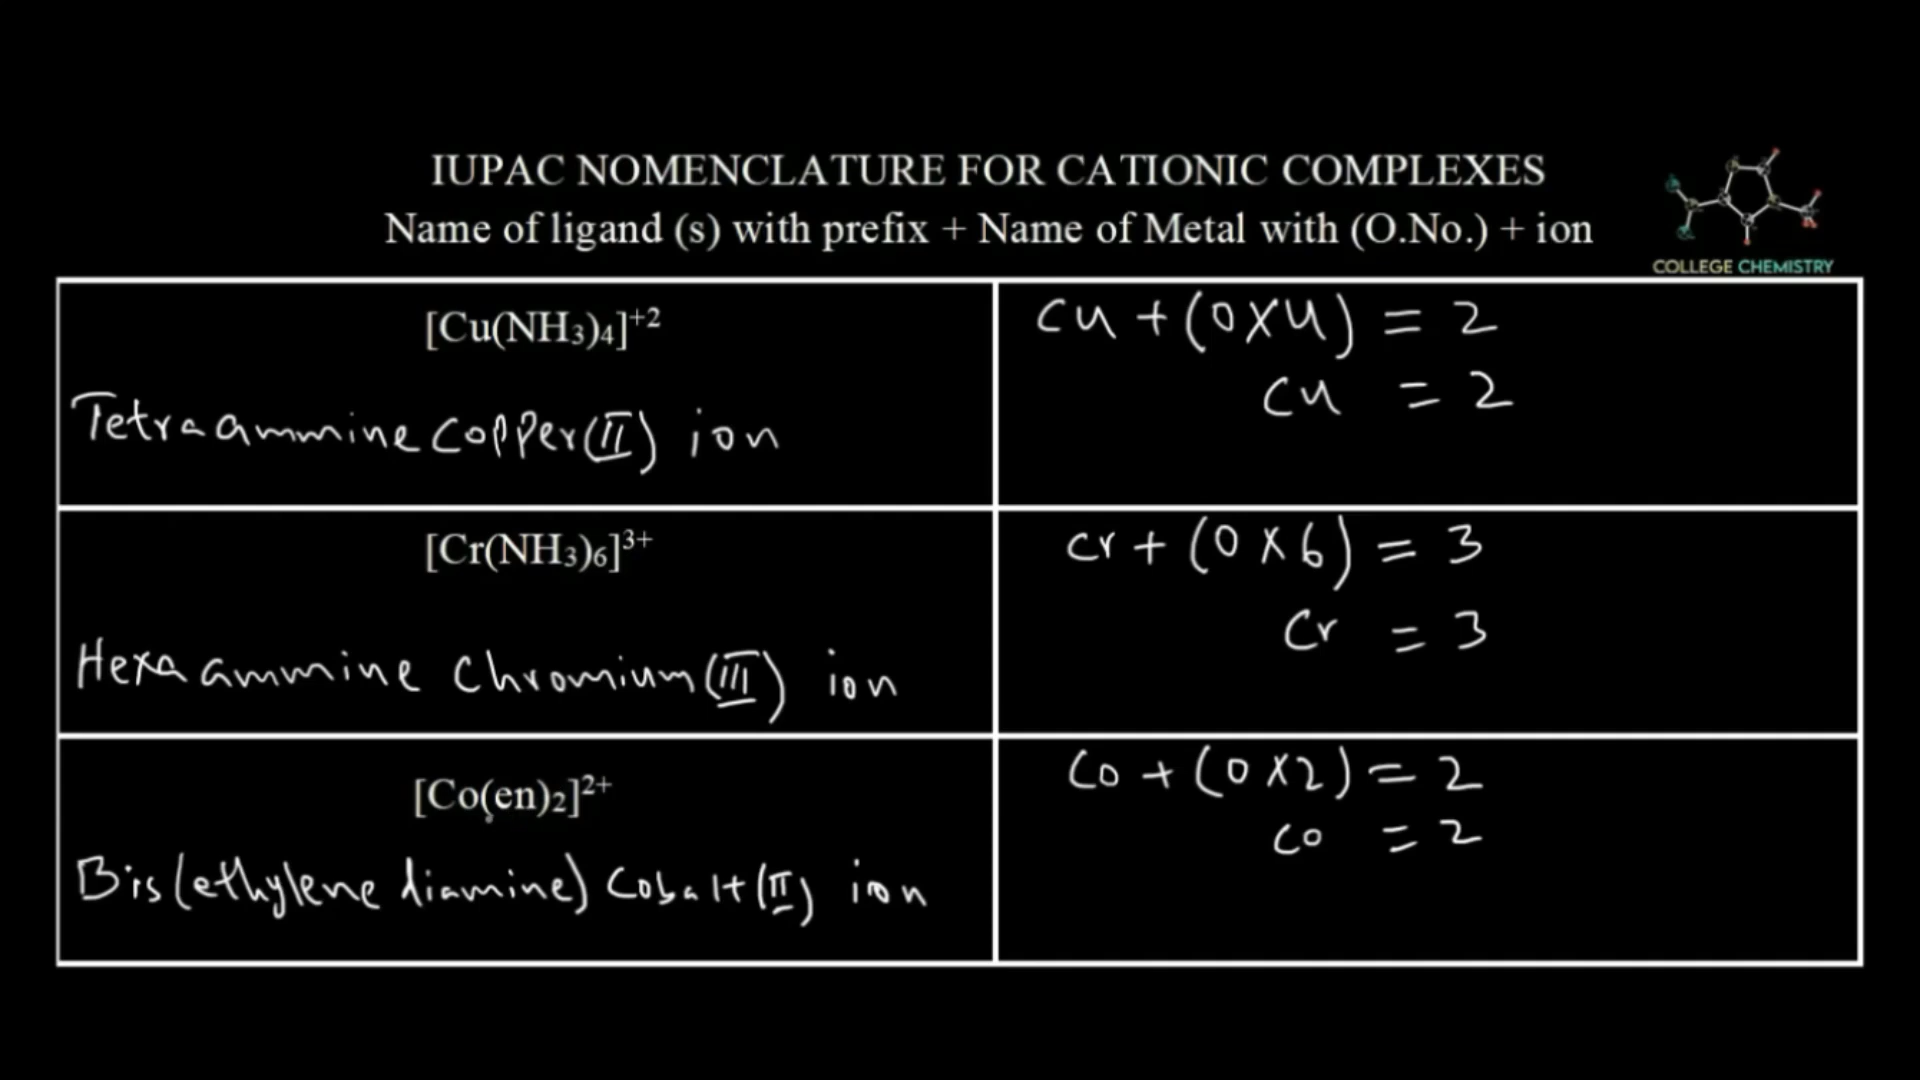 IUPAC NOMENCLATURE FOR CATIONIC COMPLEXES
Name of ligand (s) with prefix + Name of Metal with (O.No.) + ion
COLLEGE CHEMISTRY
[Cu(NH₃)₄]⁺²
Tetraammine Copper(II) ion
Cu + (0×4) = 2
Cu = 2
[Cr(NH₃)₆]³⁺
Hexaammine Chromium(III) ion
Cr + (0×6) = 3
Cr = 3
[Co(en)₂]²⁺
Bis(ethylene diamine) Cobalt(II) ion
Co + (0×2) = 2
Co = 2